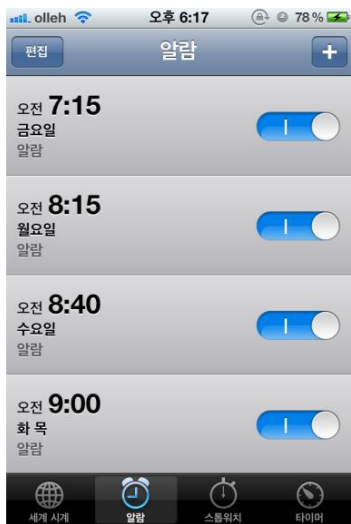 olleh 오후 6:17 78%
편집 알람 +
오전 7:15
금요일
알람
오전 8:15
월요일
알람
오전 8:40
수요일
알람
오전 9:00
화 목
알람
세계 시계 알람 스톱워치 타이머